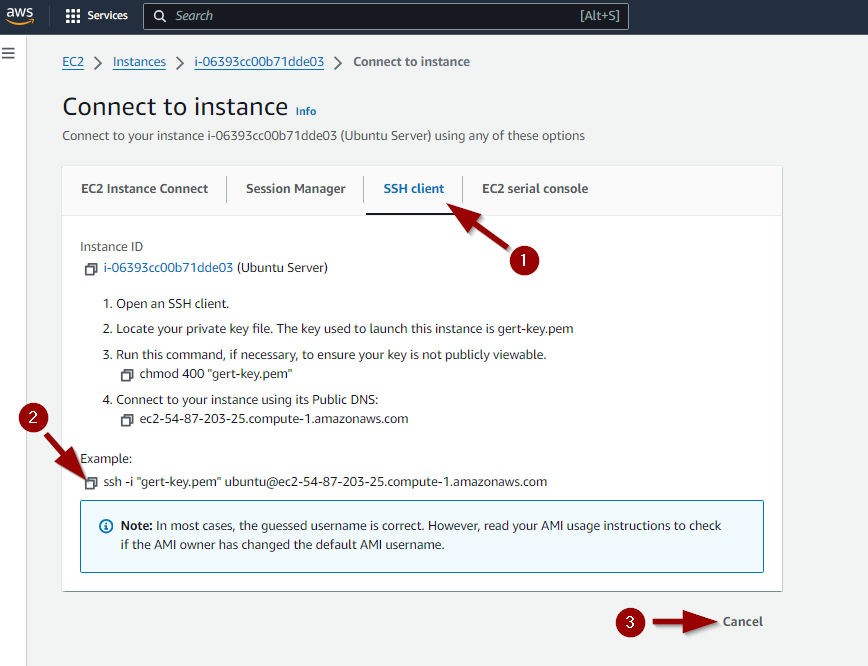 aws
Services
Search [Alt+S]
EC2 > Instances > i-06393cc00b71dde03 > Connect to instance
Connect to instance Info
Connect to your instance i-06393cc00b71dde03 (Ubuntu Server) using any of these options
EC2 Instance Connect
Session Manager
SSH client
EC2 serial console
1
Instance ID
i-06393cc00b71dde03 (Ubuntu Server)
1. Open an SSH client.
2. Locate your private key file. The key used to launch this instance is gert-key.pem
3. Run this command, if necessary, to ensure your key is not publicly viewable.
chmod 400 "gert-key.pem"
4. Connect to your instance using its Public DNS:
ec2-54-87-203-25.compute-1.amazonaws.com
2
Example:
ssh -i "gert-key.pem" ubuntu@ec2-54-87-203-25.compute-1.amazonaws.com
Note: In most cases, the guessed username is correct. However, read your AMI usage instructions to check
if the AMI owner has changed the default AMI username.
3
Cancel